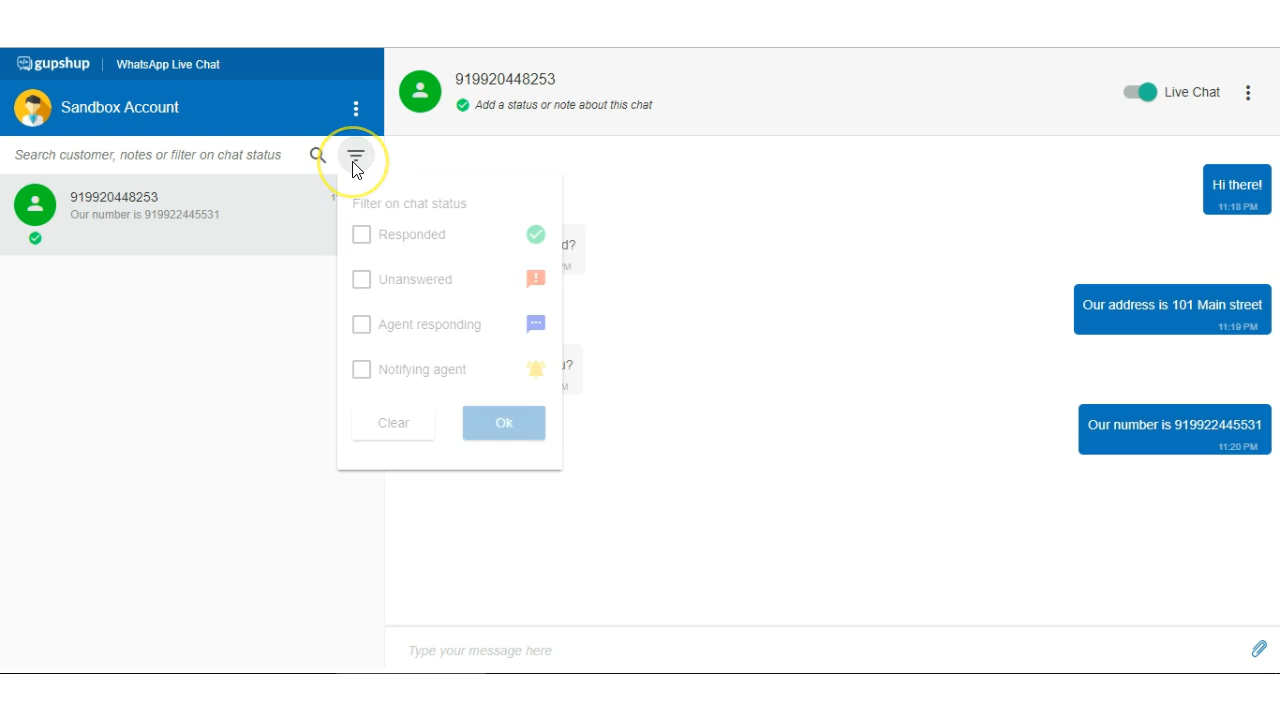 gupshup | WhatsApp Live Chat
Sandbox Account
Search customer, notes or filter on chat status
919920448253
Our number is 919922445531
Filter on chat status
Responded
Unanswered
Agent responding
Notifying agent
Clear
Ok
919920448253
Add a status or note about this chat
Live Chat
Hi there!
11:18 PM
d?
Our address is 101 Main street
11:19 PM
u?
Our number is 919922445531
11:20 PM
Type your message here